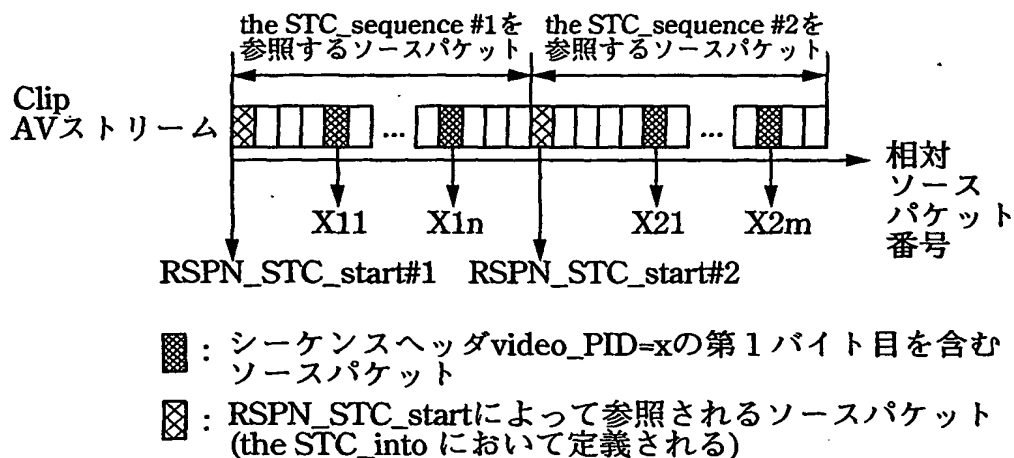 the STC_sequence #1を
参照するソースパケット
the STC_sequence #2を
参照するソースパケット
Clip
AVストリーム
...
...
相対
ソース
パケット
番号
X11
X1n
X21
X2m
RSPN_STC_start#1
RSPN_STC_start#2
：シーケンスヘッダvideo_PID=xの第1バイト目を含む
ソースパケット
：RSPN_STC_startによって参照されるソースパケット
(the STC_into において定義される)